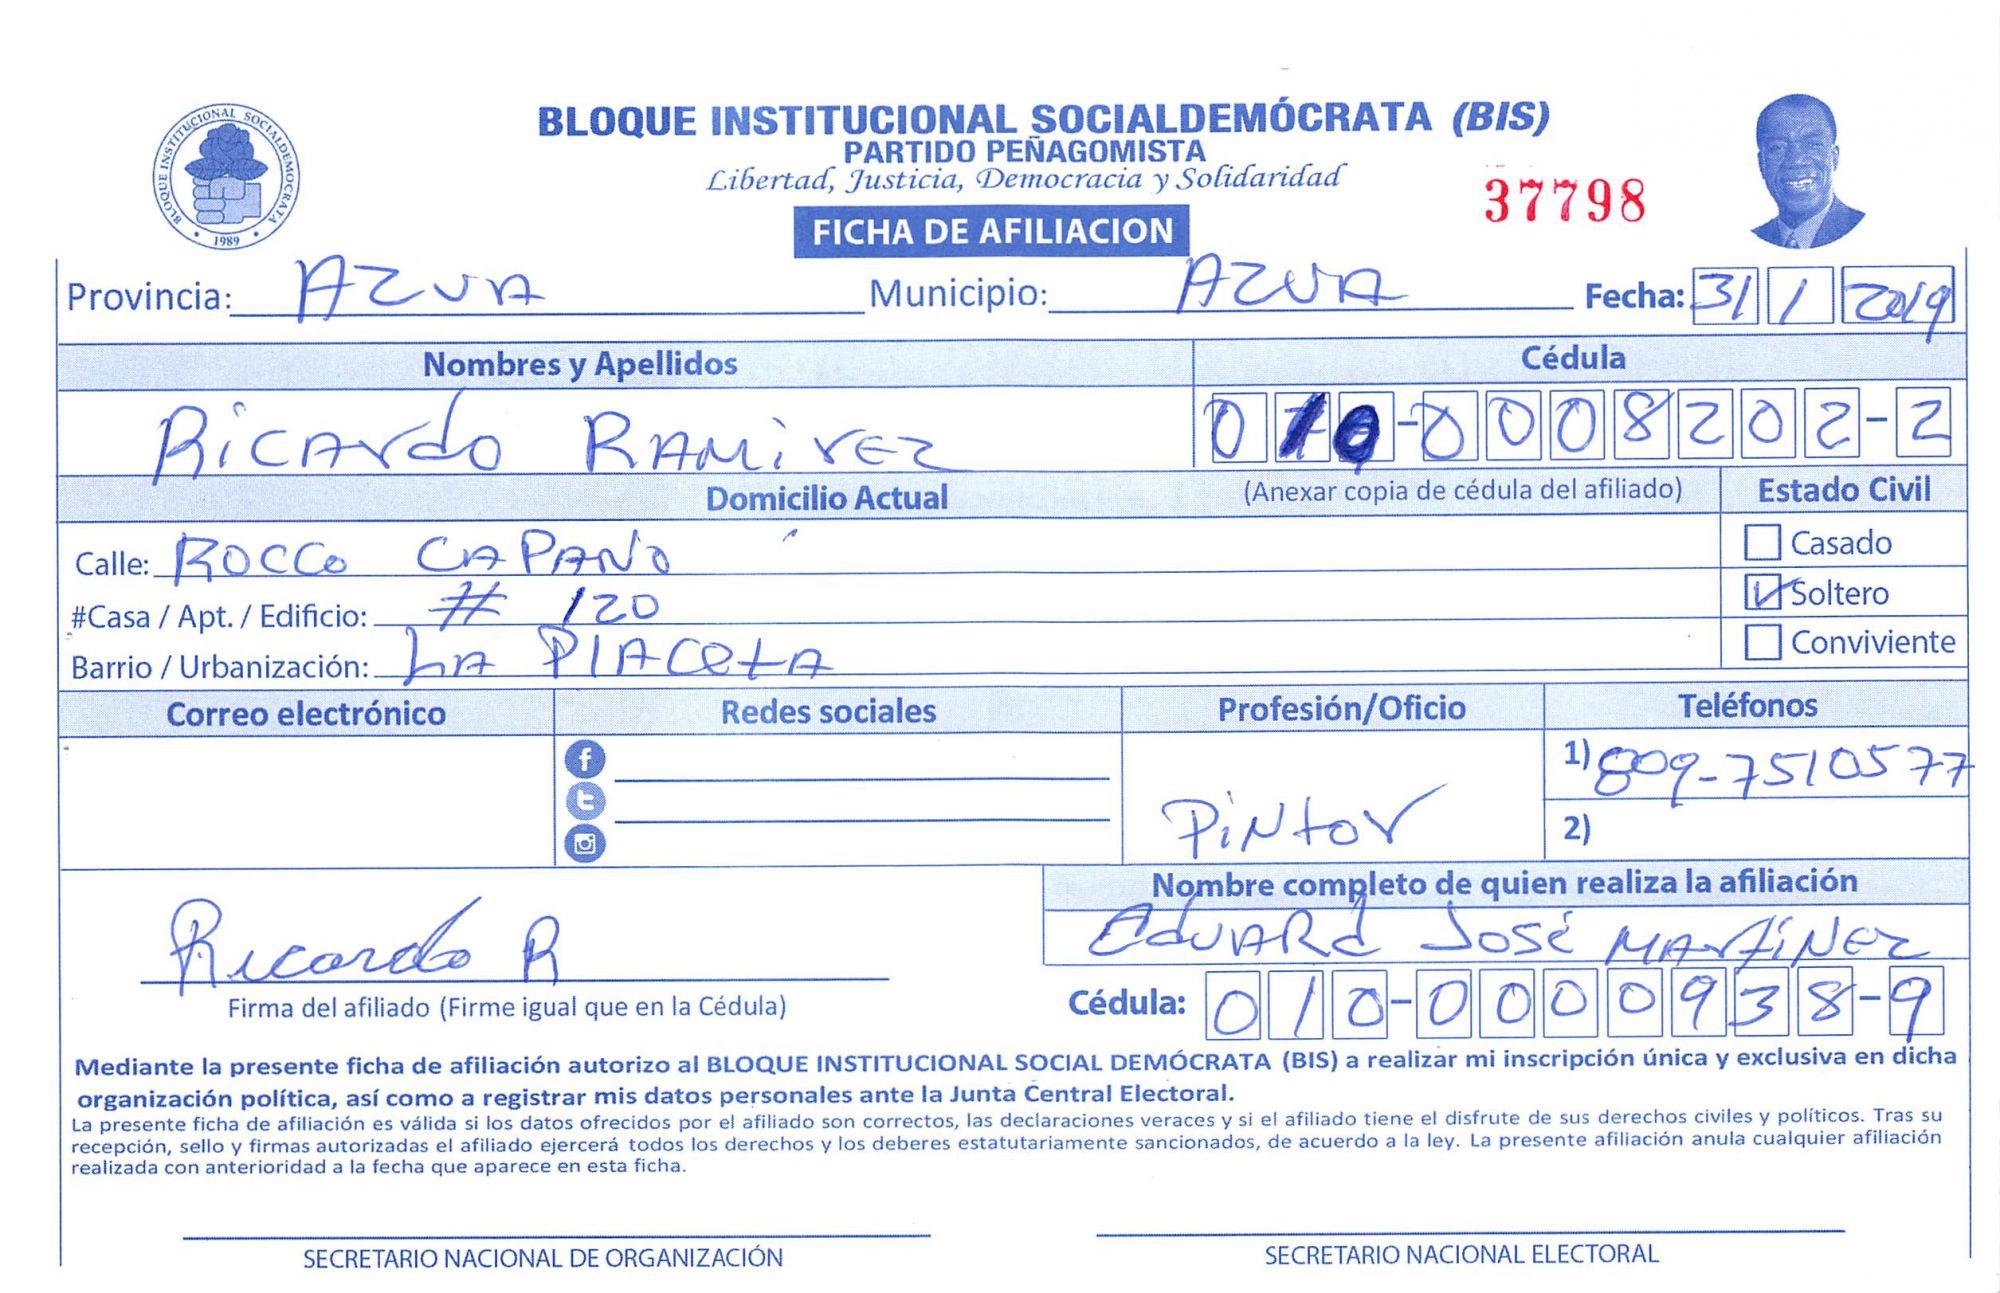 BLOQUE INSTITUCIONAL SOCIALDEMÓCRATA (BIS)
PARTIDO PEÑAGOMISTA
Libertad, Justicia, Democracia y Solidaridad
37798
FICHA DE AFILIACION
BLOQUE INSTITUCIONAL SOCIALDEMOCRATA
1989
Provincia: AZUA Municipio: AZUA Fecha: 31/ 1/ 2019
Nombres y Apellidos Cédula
Ricardo RAMirez 010-0008202-2
Domicilio Actual (Anexar copia de cédula del afiliado) Estado Civil
Calle: ROCCo CAPANo Casado
#Casa / Apt. / Edificio: # 120 Soltero
Barrio / Urbanización: LA PlAcetA Conviviente
Correo electrónico Redes sociales Profesión/Oficio Teléfonos
1) 809-7510577
PiNtor 2)
Nombre completo de quien realiza la afiliación
EduARd José MARtíNez
Ricardo R
Firma del afiliado (Firme igual que en la Cédula) Cédula: 010-0000938-9
Mediante la presente ficha de afiliación autorizo al BLOQUE INSTITUCIONAL SOCIAL DEMÓCRATA (BIS) a realizar mi inscripción única y exclusiva en dicha
organización política, así como a registrar mis datos personales ante la Junta Central Electoral.
La presente ficha de afiliación es válida si los datos ofrecidos por el afiliado son correctos, las declaraciones veraces y si el afiliado tiene el disfrute de sus derechos civiles y políticos. Tras su
recepción, sello y firmas autorizadas el afiliado ejercerá todos los derechos y los deberes estatutariamente sancionados, de acuerdo a la ley. La presente afiliación anula cualquier afiliación
realizada con anterioridad a la fecha que aparece en esta ficha.
SECRETARIO NACIONAL DE ORGANIZACIÓN SECRETARIO NACIONAL ELECTORAL